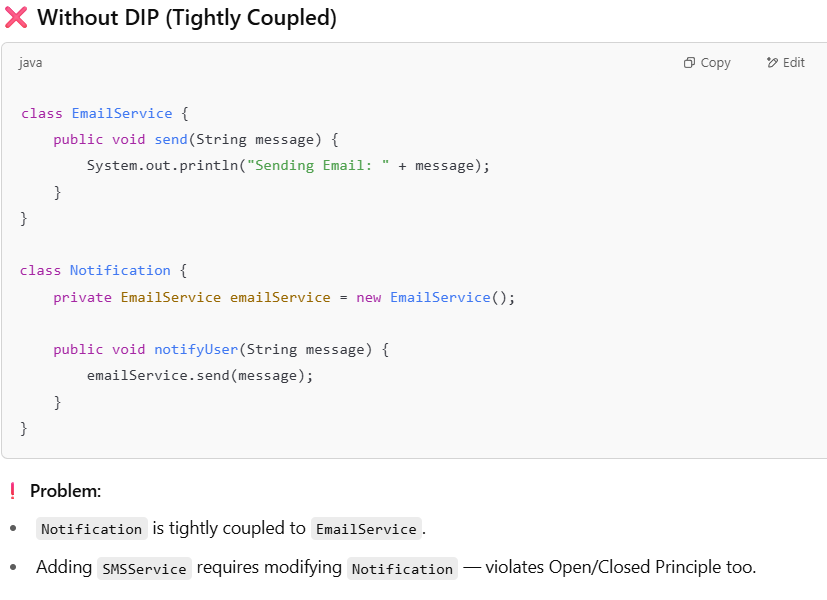 ❌ Without DIP (Tightly Coupled)
java
Copy
Edit
class EmailService {
    public void send(String message) {
        System.out.println("Sending Email: " + message);
    }
}
class Notification {
    private EmailService emailService = new EmailService();
    public void notifyUser(String message) {
        emailService.send(message);
    }
}
❗ Problem:
• Notification is tightly coupled to EmailService.
• Adding SMSService requires modifying Notification — violates Open/Closed Principle too.